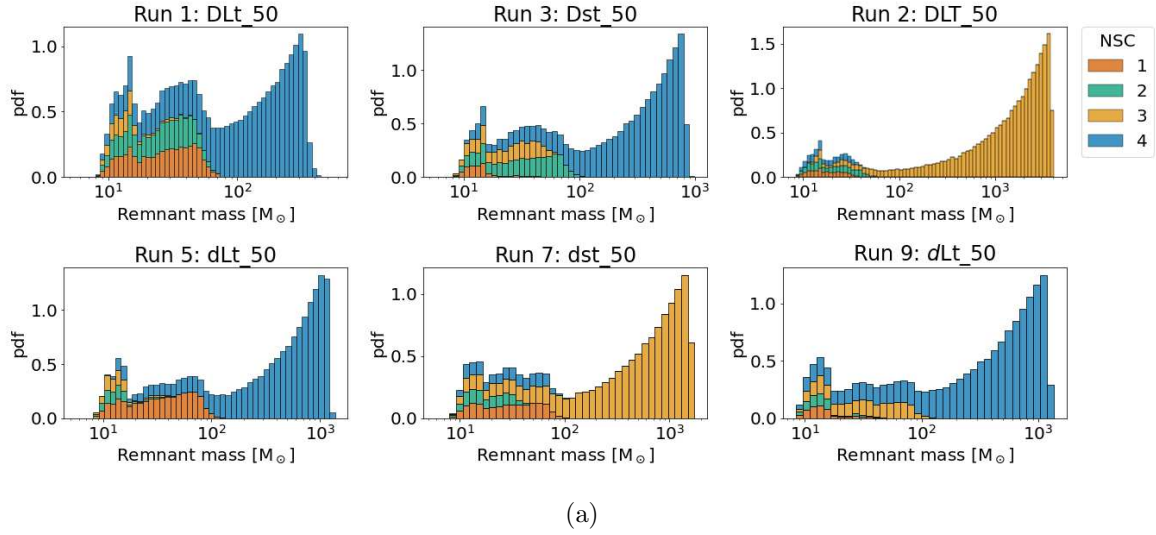 Run 1: DLt_50
Run 3: Dst_50
Run 2: DLT_50
pdf
1.0
0.5
0.0
10¹
10²
Remnant mass [M⊙]
pdf
1.0
0.5
0.0
10¹
10²
10³
Remnant mass [M⊙]
pdf
1.5
1.0
0.5
0.0
10¹
10²
10³
Remnant mass [M⊙]
NSC
1
2
3
4
Run 5: dLt_50
Run 7: dst_50
Run 9: dLt_50
pdf
1.0
0.5
0.0
10¹
10²
10³
Remnant mass [M⊙]
pdf
1.0
0.5
0.0
10¹
10²
10³
Remnant mass [M⊙]
pdf
1.0
0.5
0.0
10¹
10²
10³
Remnant mass [M⊙]
(a)